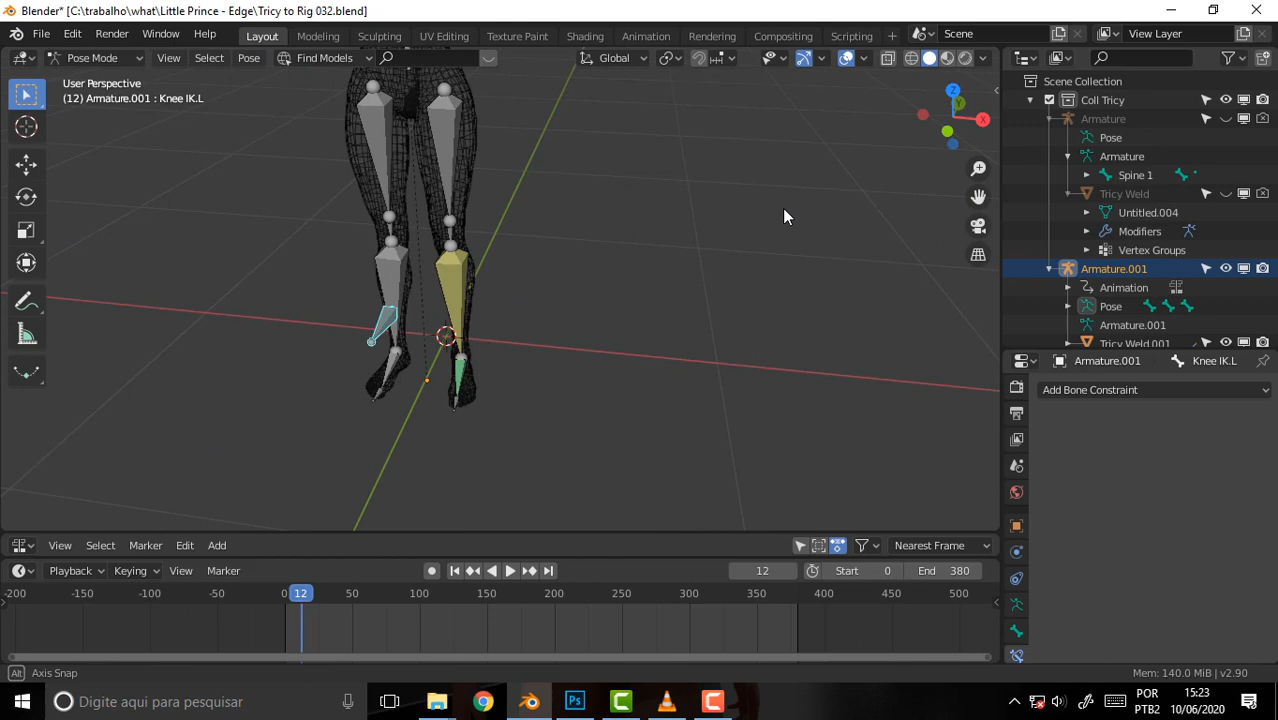 Blender* [C:\trabalho\what\Little Prince - Edge\Tricy to Rig 032.blend]
File Edit Render Window Help Layout Modeling Sculpting UV Editing Texture Paint Shading Animation Rendering Compositing Scripting + Scene View Layer
Pose Mode View Select Pose Find Models Global
User Perspective
(12) Armature.001 : Knee IK.L
Z
Y
X
Scene Collection
Coll Tricy
Armature
Pose
Armature
Spine 1
Tricy Weld
Untitled.004
Modifiers
Vertex Groups
Armature.001
Animation
Pose
Armature.001
Tricy Weld.001
Armature.001 Knee IK.L
Add Bone Constraint
View Select Marker Edit Add Nearest Frame
Playback Keying View Marker 12 Start 0 End 380
-200 -150 -100 -50 0 12 50 100 150 200 250 300 350 400 450 500
Alt Axis Snap Mem: 140.0 MiB | v2.90
Digite aqui para pesquisar
Ps
POR
PTB2
15:23
10/06/2020